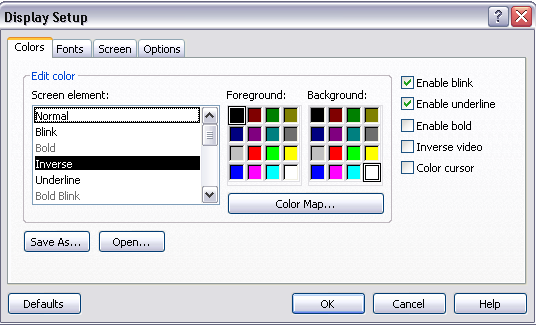 Display Setup
Colors Fonts Screen Options
Edit color
Screen element: Foreground: Background:
Normal
Blink
Bold
Inverse
Underline
Bold Blink
Color Map...
Enable blink
Enable underline
Enable bold
Inverse video
Color cursor
Save As... Open...
Defaults OK Cancel Help